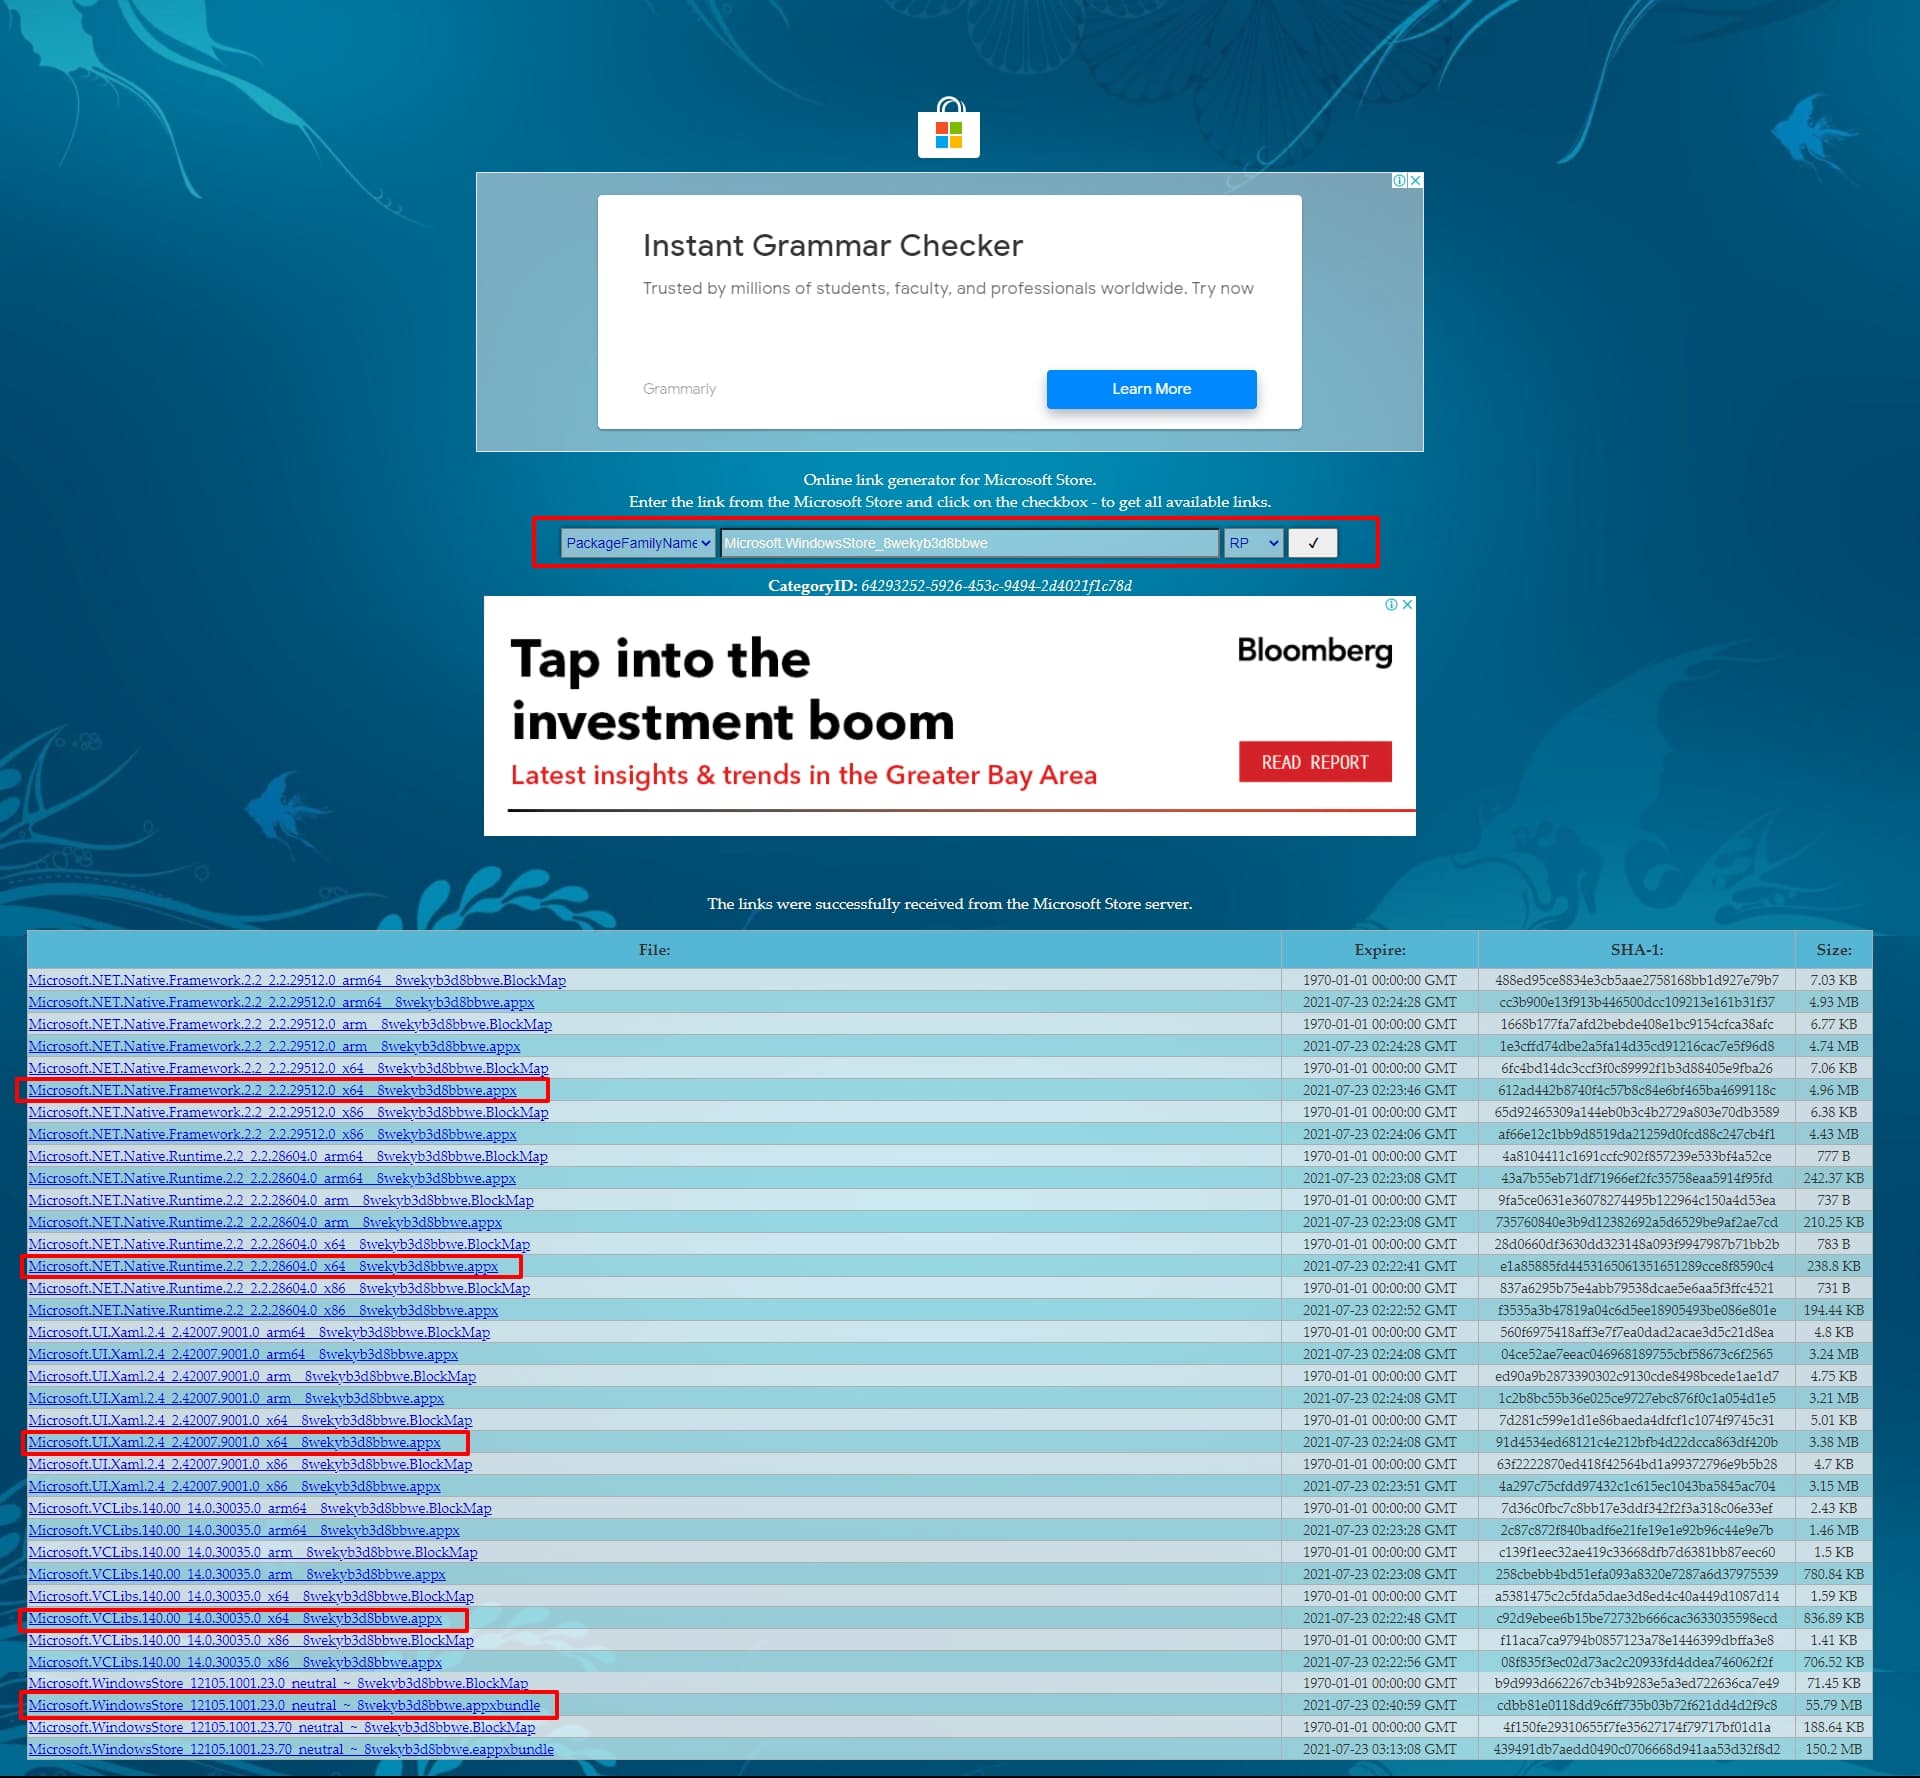 Instant Grammar Checker
Trusted by millions of students, faculty, and professionals worldwide. Try now
Grammarly
Learn More
Online link generator for Microsoft Store.
Enter the link from the Microsoft Store and click on the checkbox - to get all available links.
PackageFamilyName Microsoft.WindowsStore_8wekyb3d8bbwe RP ✓
CategoryID: 64293252-5926-453c-9494-2d4021f1c78d
Tap into the
investment boom
Bloomberg
Latest insights & trends in the Greater Bay Area
READ REPORT
The links were successfully received from the Microsoft Store server.
File: Expire: SHA-1: Size:
Microsoft.NET.Native.Framework.2.2_2.2.29512.0_arm64__8wekyb3d8bbwe.BlockMap 1970-01-01 00:00:00 GMT 488ed95ce8834e3cb5aae2758168bb1d927e79b7 7.03 KB
Microsoft.NET.Native.Framework.2.2_2.2.29512.0_arm64__8wekyb3d8bbwe.appx 2021-07-23 02:24:28 GMT cc3b900e13f913b446500dcc109213e161b31f37 4.93 MB
Microsoft.NET.Native.Framework.2.2_2.2.29512.0_arm__8wekyb3d8bbwe.BlockMap 1970-01-01 00:00:00 GMT 1668b177fa7afd2bebde408e1bc9154cfca38afc 6.77 KB
Microsoft.NET.Native.Framework.2.2_2.2.29512.0_arm__8wekyb3d8bbwe.appx 2021-07-23 02:24:28 GMT 1e3cffd74dbe2a5fa14d35cd91216cac7e5f96d8 4.74 MB
Microsoft.NET.Native.Framework.2.2_2.2.29512.0_x64__8wekyb3d8bbwe.BlockMap 1970-01-01 00:00:00 GMT 6fc4bd14dc3ccf3f0c89992f1b3d88405e9fba26 7.06 KB
Microsoft.NET.Native.Framework.2.2_2.2.29512.0_x64__8wekyb3d8bbwe.appx 2021-07-23 02:23:46 GMT 612ad442b8740f4c57b8c84e6bf465ba4699118c 4.96 MB
Microsoft.NET.Native.Framework.2.2_2.2.29512.0_x86__8wekyb3d8bbwe.BlockMap 1970-01-01 00:00:00 GMT 65d92465309a144eb0b3c4b2729a803e70db3589 6.38 KB
Microsoft.NET.Native.Framework.2.2_2.2.29512.0_x86__8wekyb3d8bbwe.appx 2021-07-23 02:24:06 GMT af66e12c1bb9d8519da21259d0fcd88c247cb4f1 4.43 MB
Microsoft.NET.Native.Runtime.2.2_2.2.28604.0_arm64__8wekyb3d8bbwe.BlockMap 1970-01-01 00:00:00 GMT 4a8104411c1691ccfc902f857239e533bf4a52ce 777 B
Microsoft.NET.Native.Runtime.2.2_2.2.28604.0_arm64__8wekyb3d8bbwe.appx 2021-07-23 02:23:08 GMT 43a7b55eb71df71966ef2fc35758eaa5914f95fd 242.37 KB
Microsoft.NET.Native.Runtime.2.2_2.2.28604.0_arm__8wekyb3d8bbwe.BlockMap 1970-01-01 00:00:00 GMT 9fa5ce0631e36078274495b122964c150a4d53ea 737 B
Microsoft.NET.Native.Runtime.2.2_2.2.28604.0_arm__8wekyb3d8bbwe.appx 2021-07-23 02:23:08 GMT 735760840e3b9d12382692a5d6529be9af2ae7cd 210.25 KB
Microsoft.NET.Native.Runtime.2.2_2.2.28604.0_x64__8wekyb3d8bbwe.BlockMap 1970-01-01 00:00:00 GMT 28d0660df3630dd323148a093f9947987b71bb2b 783 B
Microsoft.NET.Native.Runtime.2.2_2.2.28604.0_x64__8wekyb3d8bbwe.appx 2021-07-23 02:22:41 GMT e1a85885fd4453165061351651289cce8f8590c4 238.8 KB
Microsoft.NET.Native.Runtime.2.2_2.2.28604.0_x86__8wekyb3d8bbwe.BlockMap 1970-01-01 00:00:00 GMT 837a6295b75e4abb79538dcae5e6aa5f3ffc4521 731 B
Microsoft.NET.Native.Runtime.2.2_2.2.28604.0_x86__8wekyb3d8bbwe.appx 2021-07-23 02:22:52 GMT f3535a3b47819a04c6d5ee18905493be086e801e 194.44 KB
Microsoft.UI.Xaml.2.4_2.42007.9001.0_arm64__8wekyb3d8bbwe.BlockMap 1970-01-01 00:00:00 GMT 560f6975418aff3e7f7ea0dad2acae3d5c21d8ea 4.8 KB
Microsoft.UI.Xaml.2.4_2.42007.9001.0_arm64__8wekyb3d8bbwe.appx 2021-07-23 02:24:08 GMT 04ce52ae7eeac046968189755cbf58673c6f2565 3.24 MB
Microsoft.UI.Xaml.2.4_2.42007.9001.0_arm__8wekyb3d8bbwe.BlockMap 1970-01-01 00:00:00 GMT ed90a9b2873390302c9130cde8498bcede1ae1d7 4.75 KB
Microsoft.UI.Xaml.2.4_2.42007.9001.0_arm__8wekyb3d8bbwe.appx 2021-07-23 02:24:08 GMT 1c2b8bc55b36e025ce9727ebc876f0c1a054d1e5 3.21 MB
Microsoft.UI.Xaml.2.4_2.42007.9001.0_x64__8wekyb3d8bbwe.BlockMap 1970-01-01 00:00:00 GMT 7d281c599e1d1e86baeda4dfcf1c1074f9745c31 5.01 KB
Microsoft.UI.Xaml.2.4_2.42007.9001.0_x64__8wekyb3d8bbwe.appx 2021-07-23 02:24:08 GMT 91d4534ed68121c4e212bfb4d22dcca863df420b 3.38 MB
Microsoft.UI.Xaml.2.4_2.42007.9001.0_x86__8wekyb3d8bbwe.BlockMap 1970-01-01 00:00:00 GMT 63f2222870ed418f42564bd1a99372796e9b5b28 4.7 KB
Microsoft.UI.Xaml.2.4_2.42007.9001.0_x86__8wekyb3d8bbwe.appx 2021-07-23 02:23:51 GMT 4a297c75cfdd97432c1c615ec1043ba5845ac704 3.15 MB
Microsoft.VCLibs.140.00_14.0.30035.0_arm64__8wekyb3d8bbwe.BlockMap 1970-01-01 00:00:00 GMT 7d36c0fbc7c8bb17e3ddf342f2f3a318c06e33ef 2.43 KB
Microsoft.VCLibs.140.00_14.0.30035.0_arm64__8wekyb3d8bbwe.appx 2021-07-23 02:23:28 GMT 2c87c872f840badf6e21fe19e1e92b96c44e9e7b 1.46 MB
Microsoft.VCLibs.140.00_14.0.30035.0_arm__8wekyb3d8bbwe.BlockMap 1970-01-01 00:00:00 GMT c139f1eec32ae419c33668dfb7d6381bb87eec60 1.5 KB
Microsoft.VCLibs.140.00_14.0.30035.0_arm__8wekyb3d8bbwe.appx 2021-07-23 02:23:08 GMT 258cbebb4bd51efa093a8320e7287a6d37975539 780.84 KB
Microsoft.VCLibs.140.00_14.0.30035.0_x64__8wekyb3d8bbwe.BlockMap 1970-01-01 00:00:00 GMT a5381475c2c5fda5dae3d8ed4c40a449d1087d14 1.59 KB
Microsoft.VCLibs.140.00_14.0.30035.0_x64__8wekyb3d8bbwe.appx 2021-07-23 02:22:48 GMT c92d9ebee6b15be72732b666cac3633035598ecd 836.89 KB
Microsoft.VCLibs.140.00_14.0.30035.0_x86__8wekyb3d8bbwe.BlockMap 1970-01-01 00:00:00 GMT f11aca7ca9794b0857123a78e1446399dbffa3e8 1.41 KB
Microsoft.VCLibs.140.00_14.0.30035.0_x86__8wekyb3d8bbwe.appx 2021-07-23 02:22:56 GMT 08f835f3ec02d73ac2c20933fd4ddea746062f2f 706.52 KB
Microsoft.WindowsStore_12105.1001.23.0_neutral_~_8wekyb3d8bbwe.BlockMap 1970-01-01 00:00:00 GMT b9d993d662267cb34b9283e5a3ed722636ca7e49 71.45 KB
Microsoft.WindowsStore_12105.1001.23.0_neutral_~_8wekyb3d8bbwe.appxbundle 2021-07-23 02:40:59 GMT cdbb81e0118dd9c6ff735b03b72f621dd4d2f9c8 55.79 MB
Microsoft.WindowsStore_12105.1001.23.70_neutral_~_8wekyb3d8bbwe.BlockMap 1970-01-01 00:00:00 GMT 4f150fe29310655f7fe35627174f79717bf01d1a 188.64 KB
Microsoft.WindowsStore_12105.1001.23.70_neutral_~_8wekyb3d8bbwe.eappxbundle 2021-07-23 03:13:08 GMT 439491db7aedd0490c0706668d941aa53d32f8d2 150.2 MB